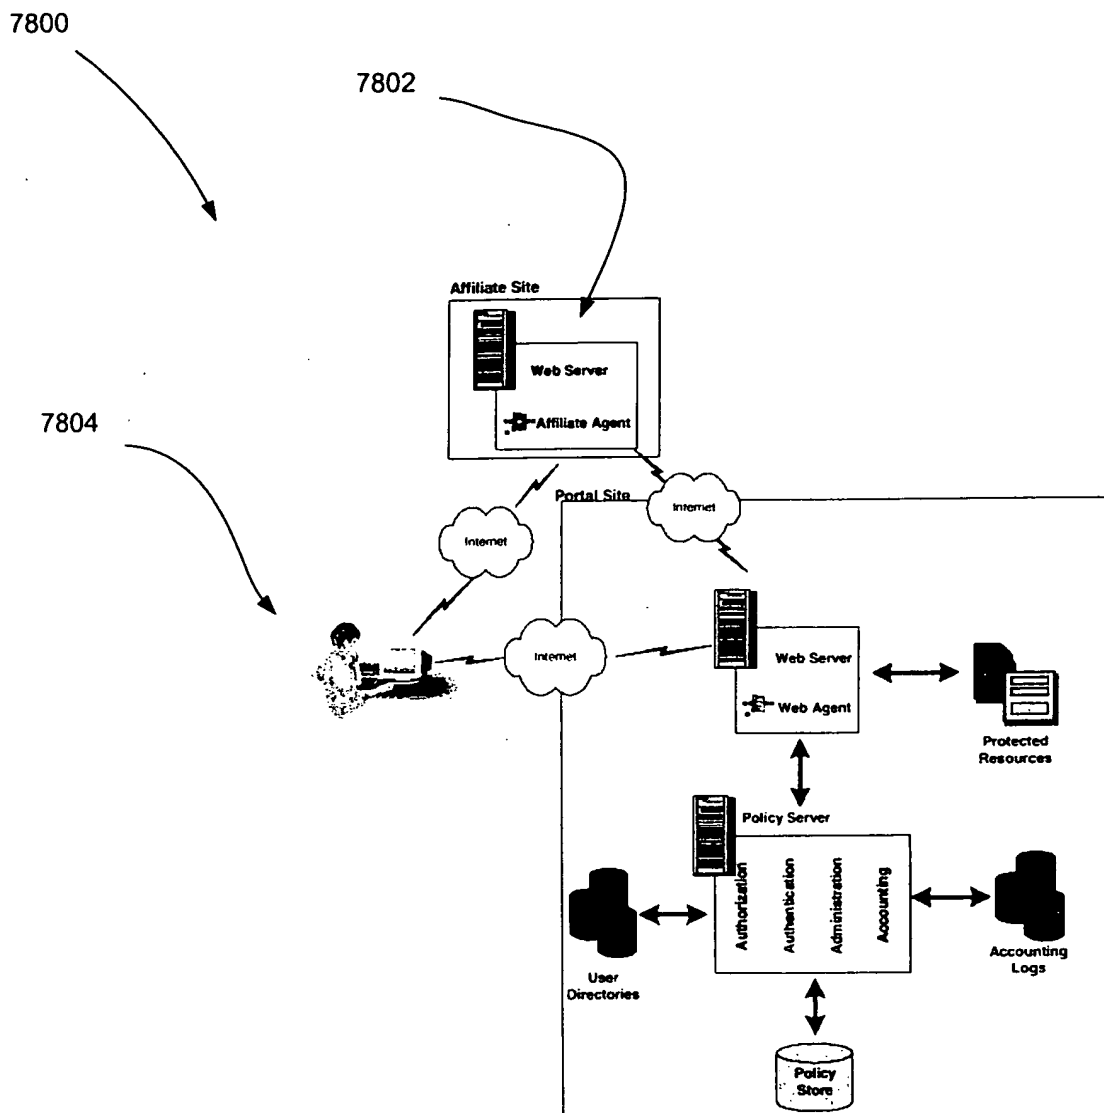 7800
7802
Affiliate Site
Web Server
Affiliate Agent
7804
Portal Site
Internet
Internet
Internet
Web Server
Web Agent
Protected
Resources
Policy Server
Authorization
Authentication
Administration
Accounting
User
Directories
Accounting
Logs
Policy
Store